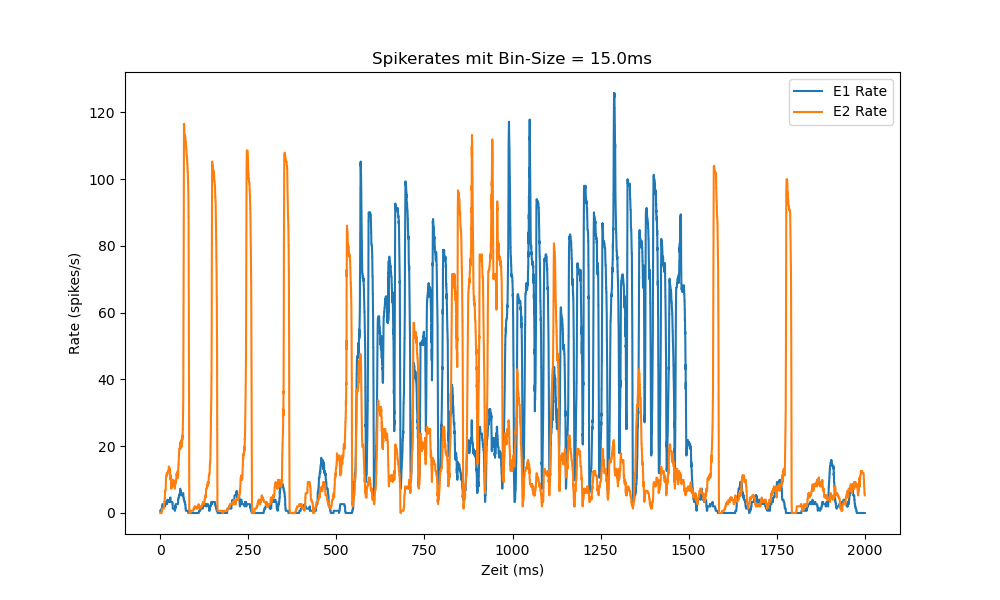 Spikerates mit Bin-Size = 15.0ms
E1 Rate
E2 Rate
Rate (spikes/s)
120
100
80
60
40
20
0
0 250 500 750 1000 1250 1500 1750 2000
Zeit (ms)